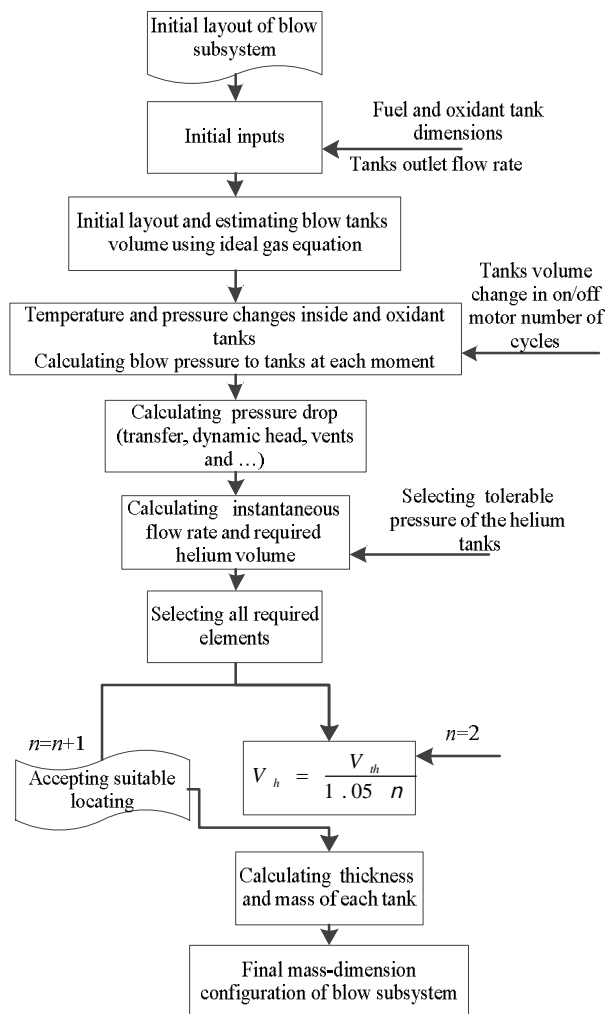 Initial layout of blow
subsystem
Initial inputs
Fuel and oxidant tank
dimensions
Tanks outlet flow rate
Initial layout and estimating blow tanks
volume using ideal gas equation
Tanks volume
change in on/off
motor number of
cycles
Temperature and pressure changes inside and oxidant
tanks
Calculating blow pressure to tanks at each moment
Calculating pressure drop
(transfer, dynamic head, vents
and ...)
Calculating instantaneous
flow rate and required
helium volume
Selecting tolerable
pressure of the helium
tanks
Selecting all required
elements
n=n+1
n=2
V h = V th / 1 . 05 n
Accepting suitable
locating
Calculating thickness
and mass of each tank
Final mass-dimension
configuration of blow subsystem